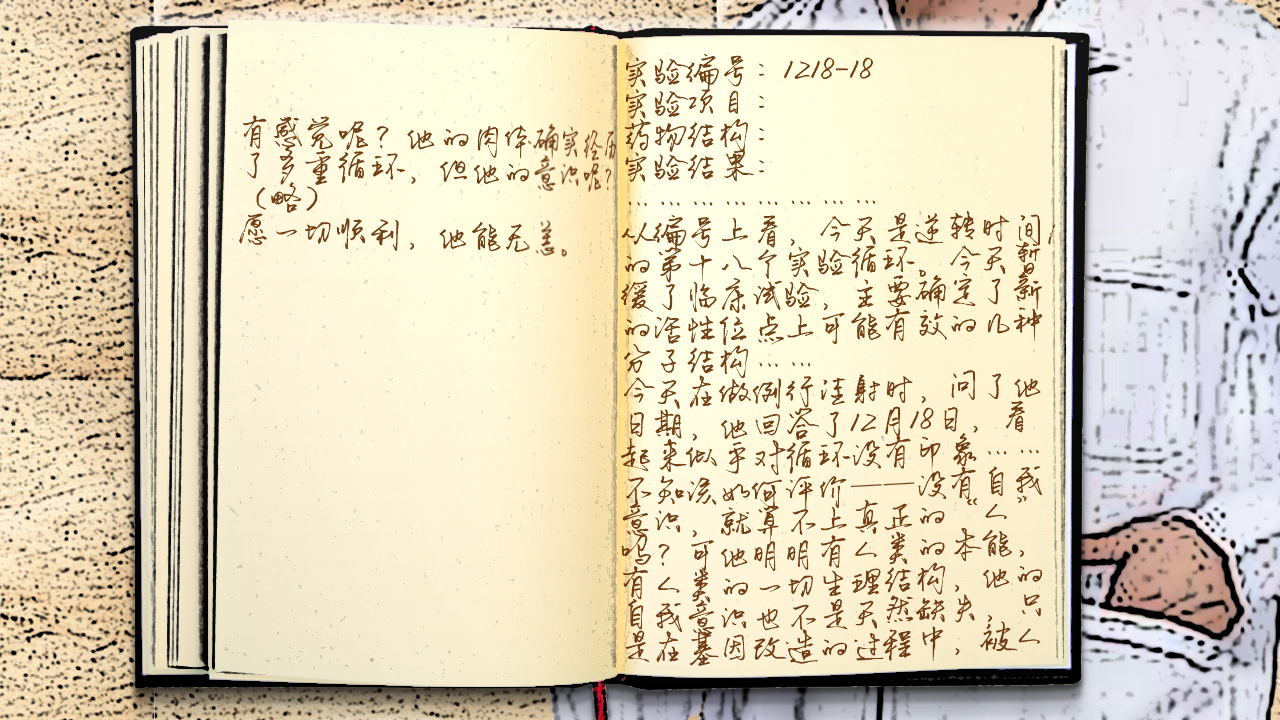 有感觉呢？他的肉体确实经历
了多重循环，但他的意识呢？
（略）
愿一切顺利，他能无恙。
实验编号：1218-18
实验项目：
药物结构：
实验结果：
… … … … … … … …
以编号上看，今天是逆转时间
的第十八个实验循环。今天暂
缓了临床试验，主要确定了新
的活性位点上可能有效的几种
分子结构……
今天在做例行注射时，问了他
日期，他回答了12月18日，看
起来似乎对循环没有印象……
不知该如何评价——没有“自我”
意识，就算不上真正的“人”
吗？可他明明有人类的本能，
有人类的一切生理结构，他的
自我意识也不是天然缺失，只
是在基因改造的过程中，被人